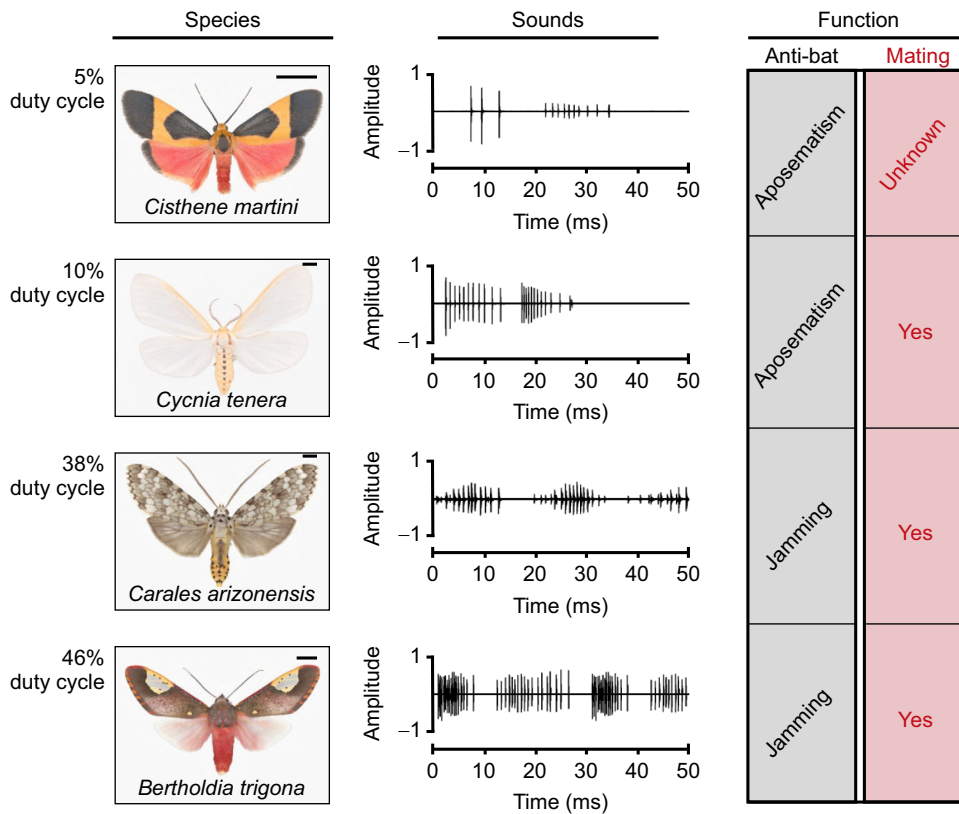 Species
Sounds
Function
Anti-bat
Mating
5%
duty cycle
Cisthene martini
Amplitude
1
−1
0
10
20
30
40
50
Time (ms)
Aposematism
Unknown
10%
duty cycle
Cycnia tenera
Amplitude
1
−1
0
10
20
30
40
50
Time (ms)
Aposematism
Yes
38%
duty cycle
Carales arizonensis
Amplitude
1
−1
0
10
20
30
40
50
Time (ms)
Jamming
Yes
46%
duty cycle
Bertholdia trigona
Amplitude
1
−1
0
10
20
30
40
50
Time (ms)
Jamming
Yes